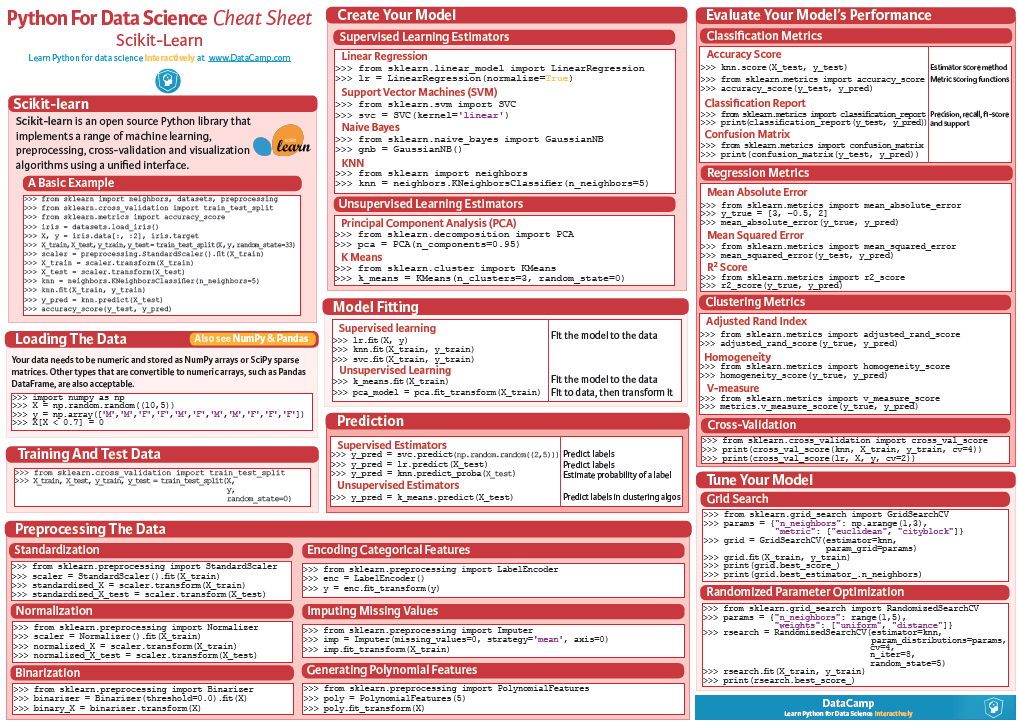 Python For Data Science Cheat Sheet
Scikit-Learn
Learn Python for data science Interactively at www.DataCamp.com
Scikit-learn
Scikit-learn is an open source Python library that
implements a range of machine learning,
preprocessing, cross-validation and visualization
algorithms using a unified interface.
learn
A Basic Example
>>> from sklearn import neighbors, datasets, preprocessing
>>> from sklearn.cross_validation import train_test_split
>>> from sklearn.metrics import accuracy_score
>>> iris = datasets.load_iris()
>>> X, y = iris.data[:, :2], iris.target
>>> X_train, X_test, y_train, y_test= train_test_split(X, y, random_state=33)
>>> scaler = preprocessing.StandardScaler().fit(X_train)
>>> X_train = scaler.transform(X_train)
>>> X_test = scaler.transform(X_test)
>>> knn = neighbors.KNeighborsClassifier(n_neighbors=5)
>>> knn.fit(X_train, y_train)
>>> y_pred = knn.predict(X_test)
>>> accuracy_score(y_test, y_pred)
Loading The Data
Also see NumPy & Pandas
Your data needs to be numeric and stored as NumPy arrays or SciPy sparse
matrices. Other types that are convertible to numeric arrays, such as Pandas
DataFrame, are also acceptable.
>>> import numpy as np
>>> X = np.random.random((10,5))
>>> y = np.array(['M','M','F','F','M','F','M','M','F','F','F'])
>>> X[X < 0.7] = 0
Training And Test Data
>>> from sklearn.cross_validation import train_test_split
>>> X_train, X_test, y_train, y_test = train_test_split(X,
y,
random_state=0)
Preprocessing The Data
Standardization
>>> from sklearn.preprocessing import StandardScaler
>>> scaler = StandardScaler().fit(X_train)
>>> standardized_X = scaler.transform(X_train)
>>> standardized_X_test = scaler.transform(X_test)
Normalization
>>> from sklearn.preprocessing import Normalizer
>>> scaler = Normalizer().fit(X_train)
>>> normalized_X = scaler.transform(X_train)
>>> normalized_X_test = scaler.transform(X_test)
Binarization
>>> from sklearn.preprocessing import Binarizer
>>> binarizer = Binarizer(threshold=0.0).fit(X)
>>> binary_X = binarizer.transform(X)
Encoding Categorical Features
>>> from sklearn.preprocessing import LabelEncoder
>>> enc = LabelEncoder()
>>> y = enc.fit_transform(y)
Imputing Missing Values
>>> from sklearn.preprocessing import Imputer
>>> imp = Imputer(missing_values=0, strategy='mean', axis=0)
>>> imp.fit_transform(X_train)
Generating Polynomial Features
>>> from sklearn.preprocessing import PolynomialFeatures
>>> poly = PolynomialFeatures(5)
>>> poly.fit_transform(X)
Create Your Model
Supervised Learning Estimators
Linear Regression
>>> from sklearn.linear_model import LinearRegression
>>> lr = LinearRegression(normalize=True)
Support Vector Machines (SVM)
>>> from sklearn.svm import SVC
>>> svc = SVC(kernel='linear')
Naive Bayes
>>> from sklearn.naive_bayes import GaussianNB
>>> gnb = GaussianNB()
KNN
>>> from sklearn import neighbors
>>> knn = neighbors.KNeighborsClassifier(n_neighbors=5)
Unsupervised Learning Estimators
Principal Component Analysis (PCA)
>>> from sklearn.decomposition import PCA
>>> pca = PCA(n_components=0.95)
K Means
>>> from sklearn.cluster import KMeans
>>> k_means = KMeans(n_clusters=3, random_state=0)
Model Fitting
Supervised learning
>>> lr.fit(X, y)
>>> knn.fit(X_train, y_train)
>>> svc.fit(X_train, y_train)
Fit the model to the data
Unsupervised Learning
>>> k_means.fit(X_train) Fit the model to the data
>>> pca_model = pca.fit_transform(X_train) Fit to data, then transform it
Prediction
Supervised Estimators
>>> y_pred = svc.predict(np.random.random((2,5))) Predict labels
>>> y_pred = lr.predict(X_test) Predict labels
>>> y_pred = knn.predict_proba(X_test) Estimate probability of a label
Unsupervised Estimators
>>> y_pred = k_means.predict(X_test) Predict labels in clustering algos
Evaluate Your Model's Performance
Classification Metrics
Accuracy Score
>>> knn.score(X_test, y_test) Estimator score method
>>> from sklearn.metrics import accuracy_score Metric scoring functions
>>> accuracy_score(y_test, y_pred)
Classification Report
>>> from sklearn.metrics import classification_report Precision, recall, f1-score
>>> print(classification_report(y_test, y_pred)) and support
Confusion Matrix
>>> from sklearn.metrics import confusion_matrix
>>> print(confusion_matrix(y_test, y_pred))
Regression Metrics
Mean Absolute Error
>>> from sklearn.metrics import mean_absolute_error
>>> y_true = [3, -0.5, 2]
>>> mean_absolute_error(y_true, y_pred)
Mean Squared Error
>>> from sklearn.metrics import mean_squared_error
>>> mean_squared_error(y_test, y_pred)
R² Score
>>> from sklearn.metrics import r2_score
>>> r2_score(y_true, y_pred)
Clustering Metrics
Adjusted Rand Index
>>> from sklearn.metrics import adjusted_rand_score
>>> adjusted_rand_score(y_true, y_pred)
Homogeneity
>>> from sklearn.metrics import homogeneity_score
>>> homogeneity_score(y_true, y_pred)
V-measure
>>> from sklearn.metrics import v_measure_score
>>> metrics.v_measure_score(y_true, y_pred)
Cross-Validation
>>> from sklearn.cross_validation import cross_val_score
>>> print(cross_val_score(knn, X_train, y_train, cv=4))
>>> print(cross_val_score(lr, X, y, cv=2))
Tune Your Model
Grid Search
>>> from sklearn.grid_search import GridSearchCV
>>> params = {"n_neighbors": np.arange(1,3),
"metric": ["euclidean", "cityblock"]}
>>> grid = GridSearchCV(estimator=knn,
param_grid=params)
>>> grid.fit(X_train, y_train)
>>> print(grid.best_score_)
>>> print(grid.best_estimator_.n_neighbors)
Randomized Parameter Optimization
>>> from sklearn.grid_search import RandomizedSearchCV
>>> params = {"n_neighbors": range(1,5),
"weights": ["uniform", "distance"]}
>>> rsearch = RandomizedSearchCV(estimator=knn,
param_distributions=params,
cv=4,
n_iter=8,
random_state=5)
>>> rsearch.fit(X_train, y_train)
>>> print(rsearch.best_score_)
DataCamp
Learn Python for Data Science Interactively